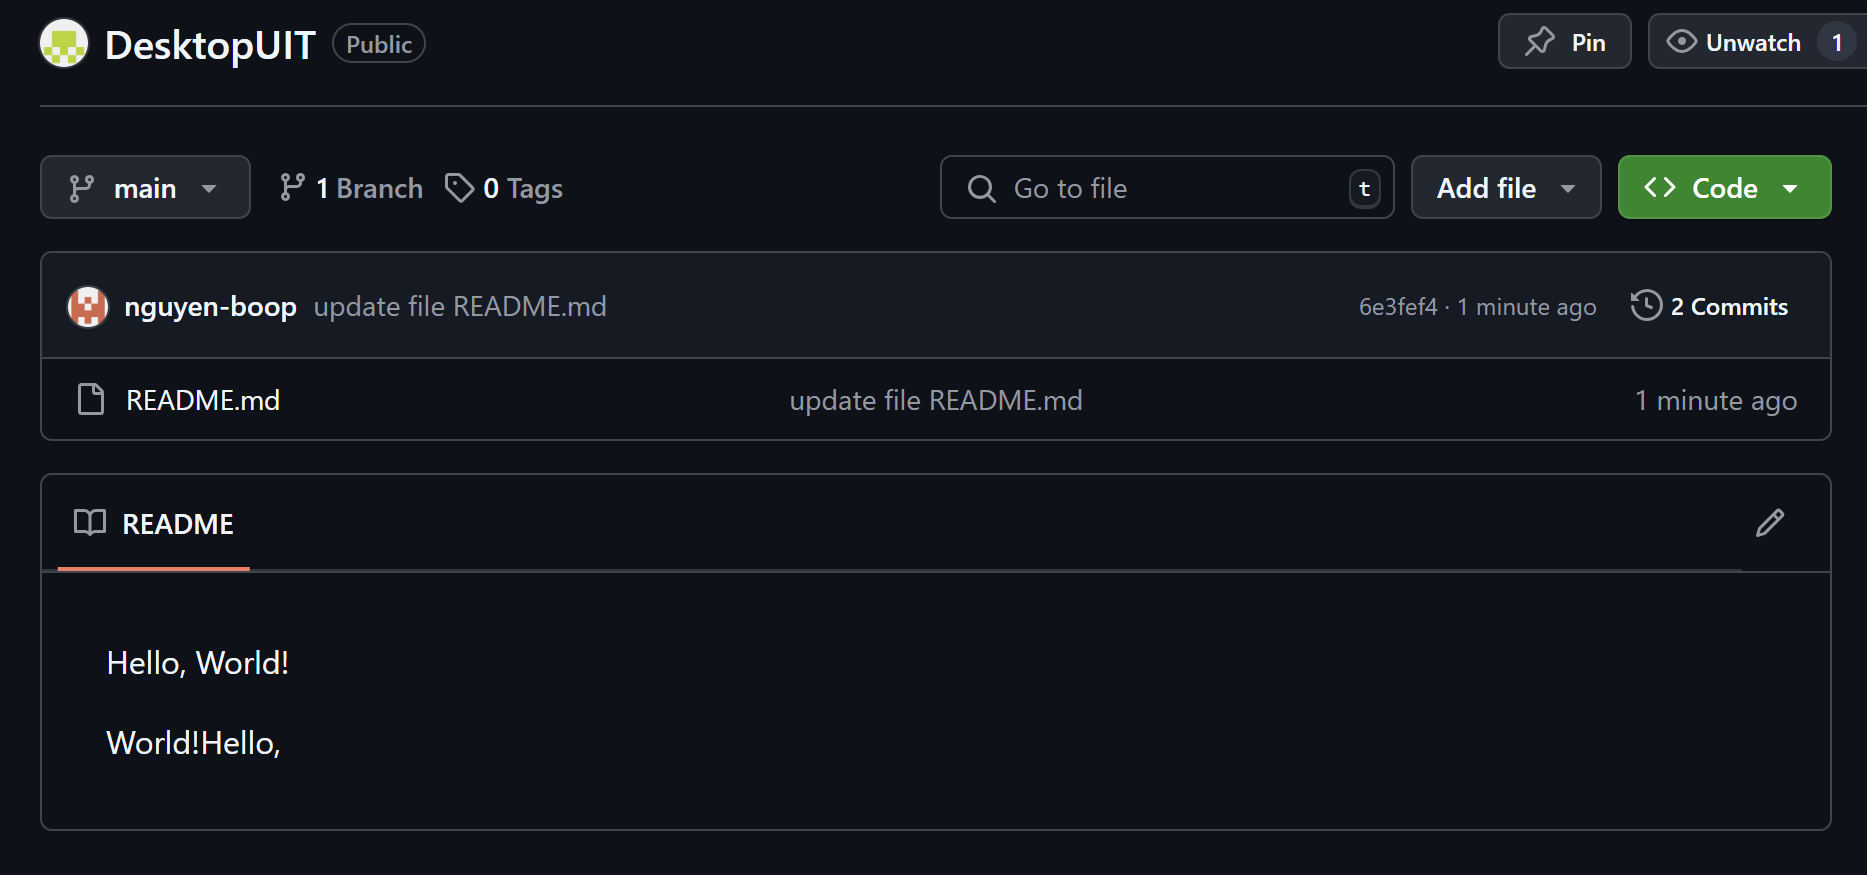 DesktopUIT Public Pin Unwatch 1
main 1 Branch 0 Tags Go to file t Add file Code
nguyen-boop update file README.md 6e3fef4 · 1 minute ago 2 Commits
README.md update file README.md 1 minute ago
README
Hello, World!
World!Hello,